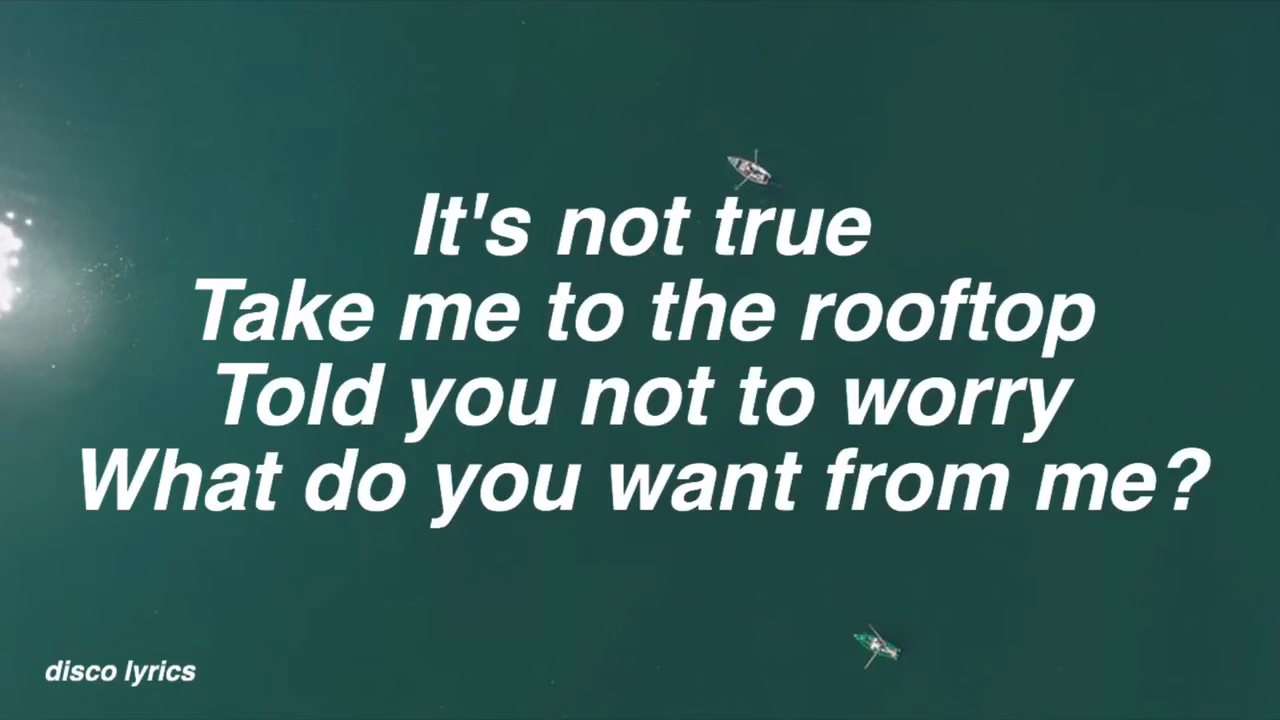 It's not true
Take me to the rooftop
Told you not to worry
What do you want from me?
disco lyrics